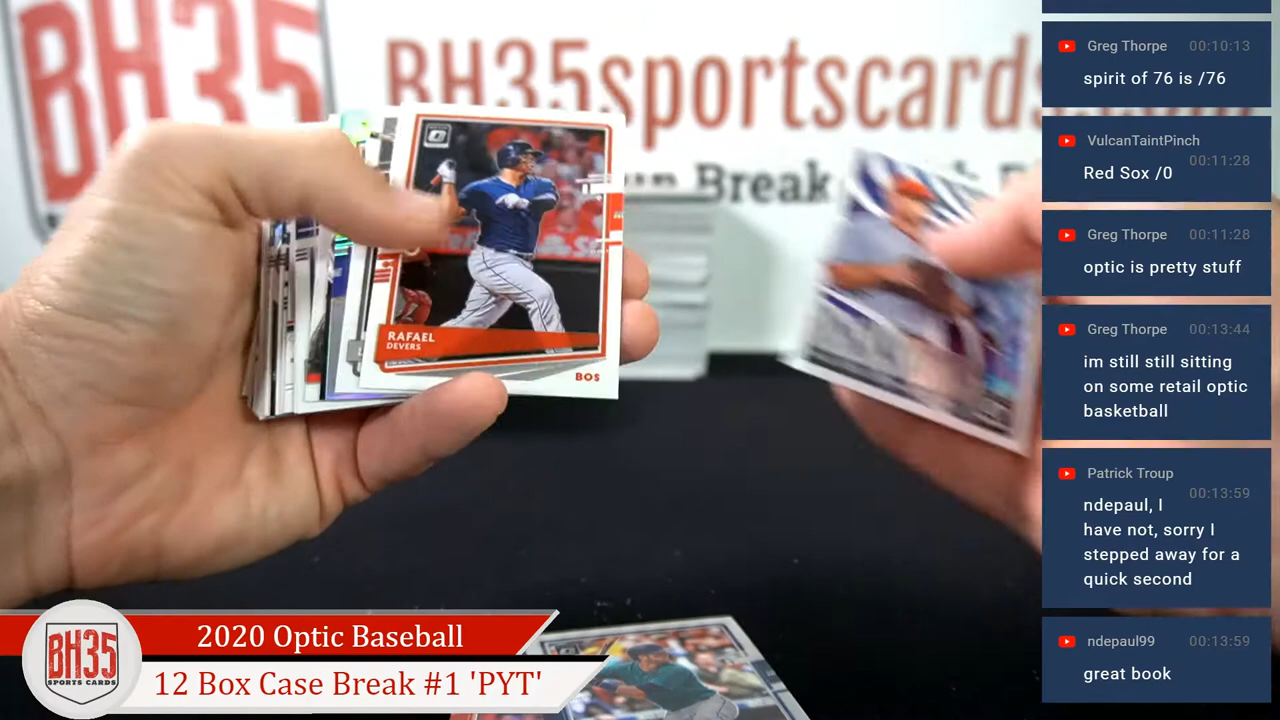 BH35
BH35sportscards.
Break
RAFAEL
DEVERS
BOS
2020 Optic Baseball
12 Box Case Break #1 'PYT'
BH35
SPORTS CARDS
Greg Thorpe 00:10:13
spirit of 76 is /76
VulcanTaintPinch
00:11:28
Red Sox /0
Greg Thorpe 00:11:28
optic is pretty stuff
Greg Thorpe 00:13:44
im still still sitting
on some retail optic
basketball
Patrick Troup
00:13:59
ndepaul, I
have not, sorry I
stepped away for a
quick second
ndepaul99 00:13:59
great book